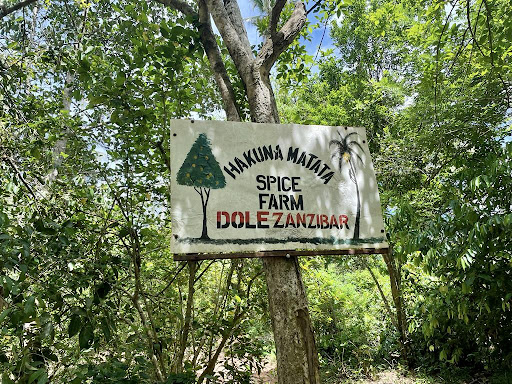 HAKUNA MATATA
SPICE
FARM
DOLE ZANZIBAR